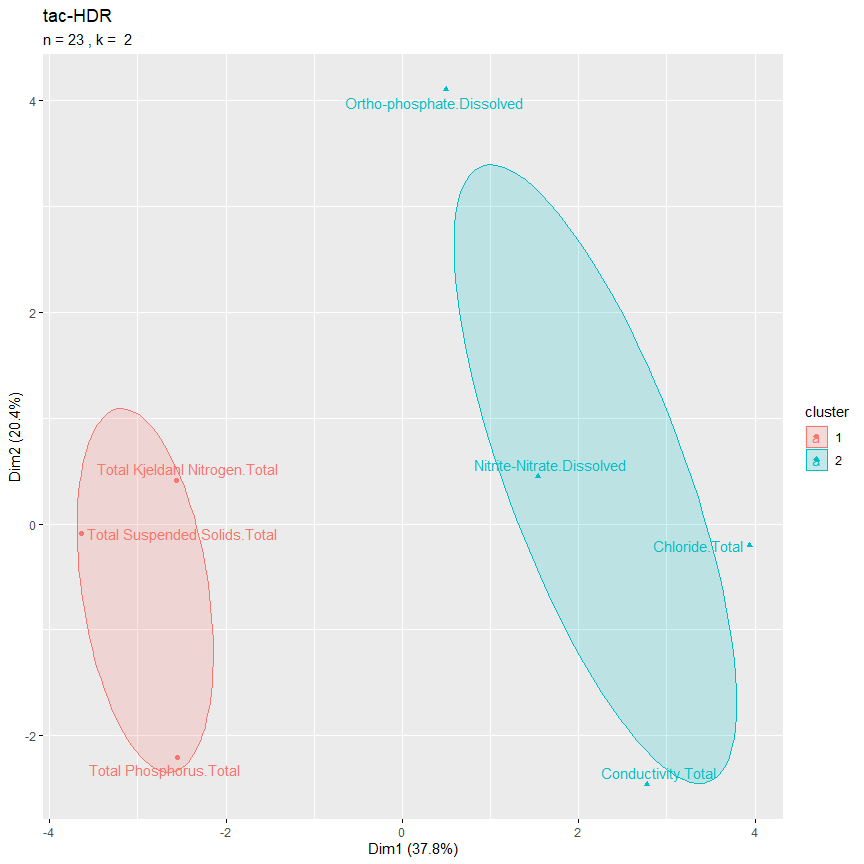 tac-HDR
n = 23 , k =  2
Ortho-phosphate.Dissolved
Total Kjeldahl Nitrogen.Total
Nitrite-Nitrate.Dissolved
Total Suspended Solids.Total
Chloride.Total
Total Phosphorus.Total
Conductivity.Total
4
2
0
-2
Dim2 (20.4%)
-4
-2
0
2
4
Dim1 (37.8%)
cluster
1
2